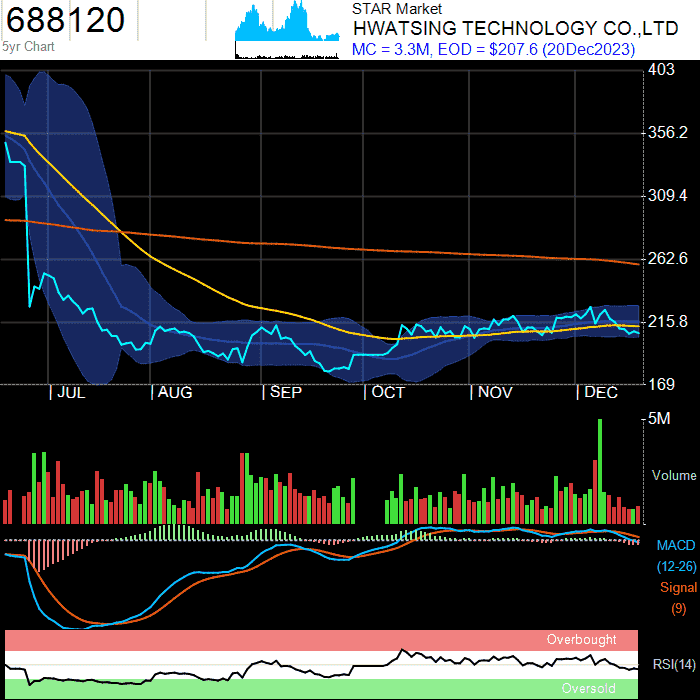 688120
5yr Chart
STAR Market
HWATSING TECHNOLOGY CO.,LTD
MC = 3.3M, EOD = $207.6 (20Dec2023)
403
356.2
309.4
262.6
215.8
169
JUL AUG SEP OCT NOV DEC
5M
Volume
MACD
(12-26)
Signal
(9)
Overbought
RSI(14)
Oversold